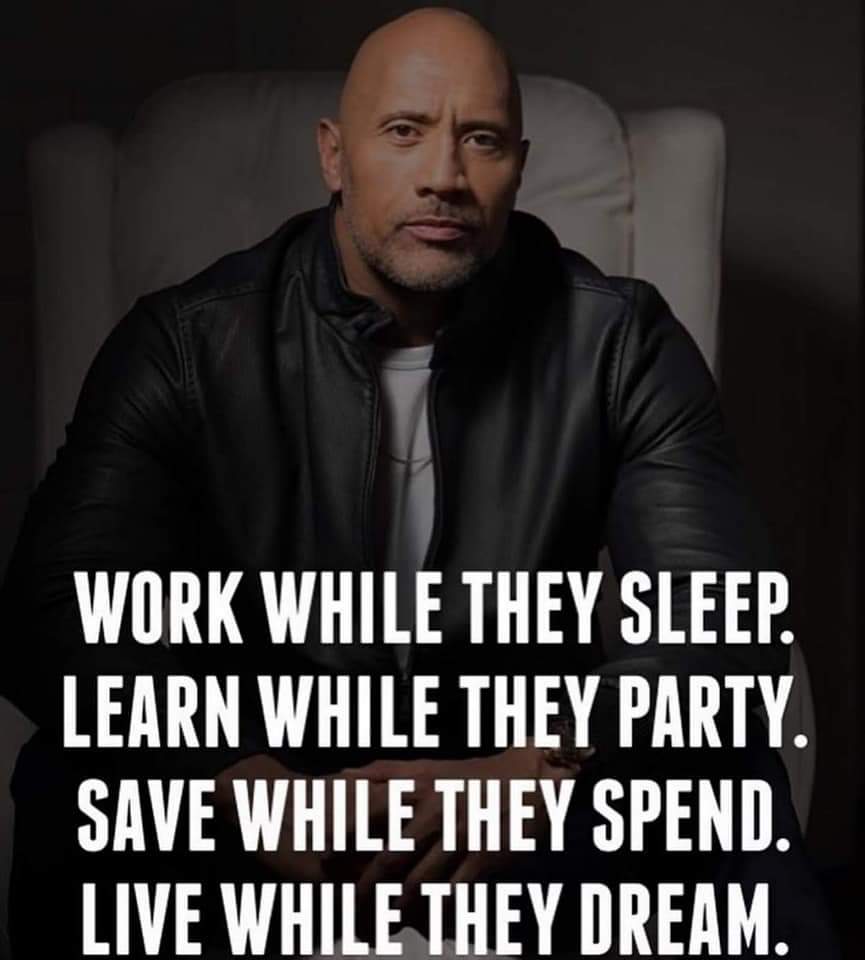 WORK WHILE THEY SLEEP.
LEARN WHILE THEY PARTY.
SAVE WHILE THEY SPEND.
LIVE WHILE THEY DREAM.